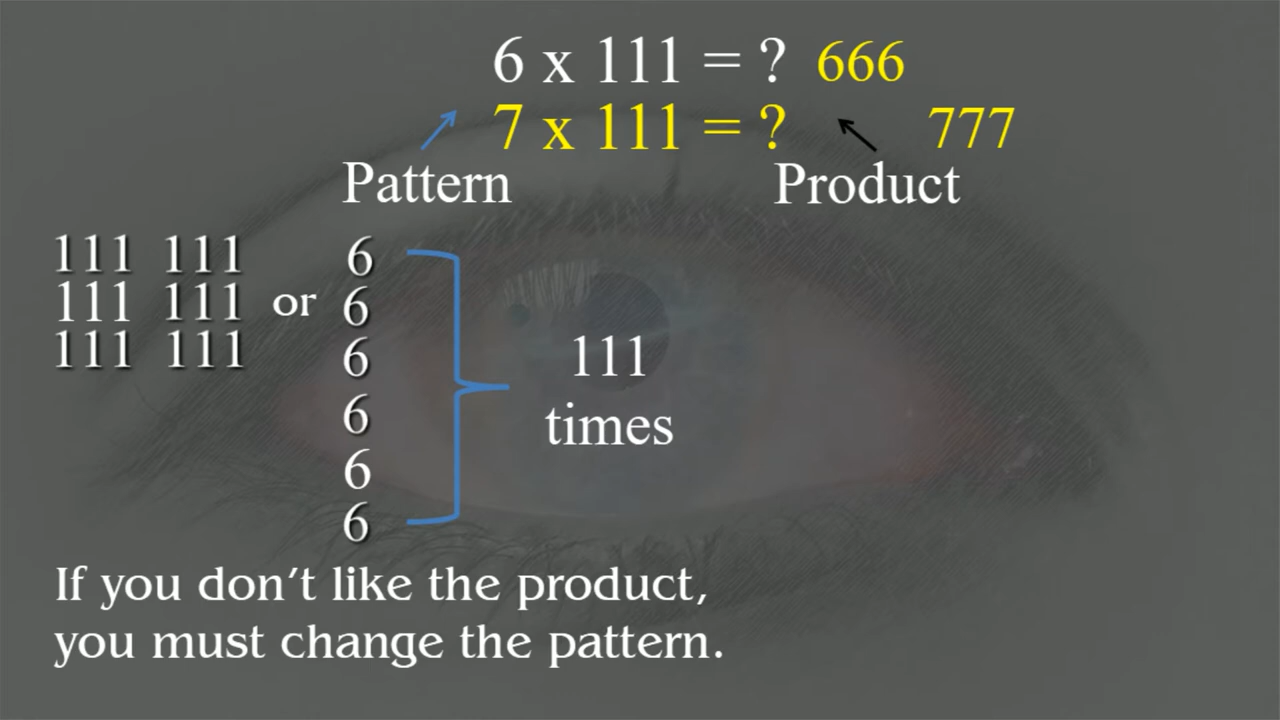 6 x 111 = ? 666
7 x 111 = ? 777
Pattern
Product
111 111
111 111
111 111
or
6
6
6
6
6
6
111
times
If you don’t like the product,
you must change the pattern.